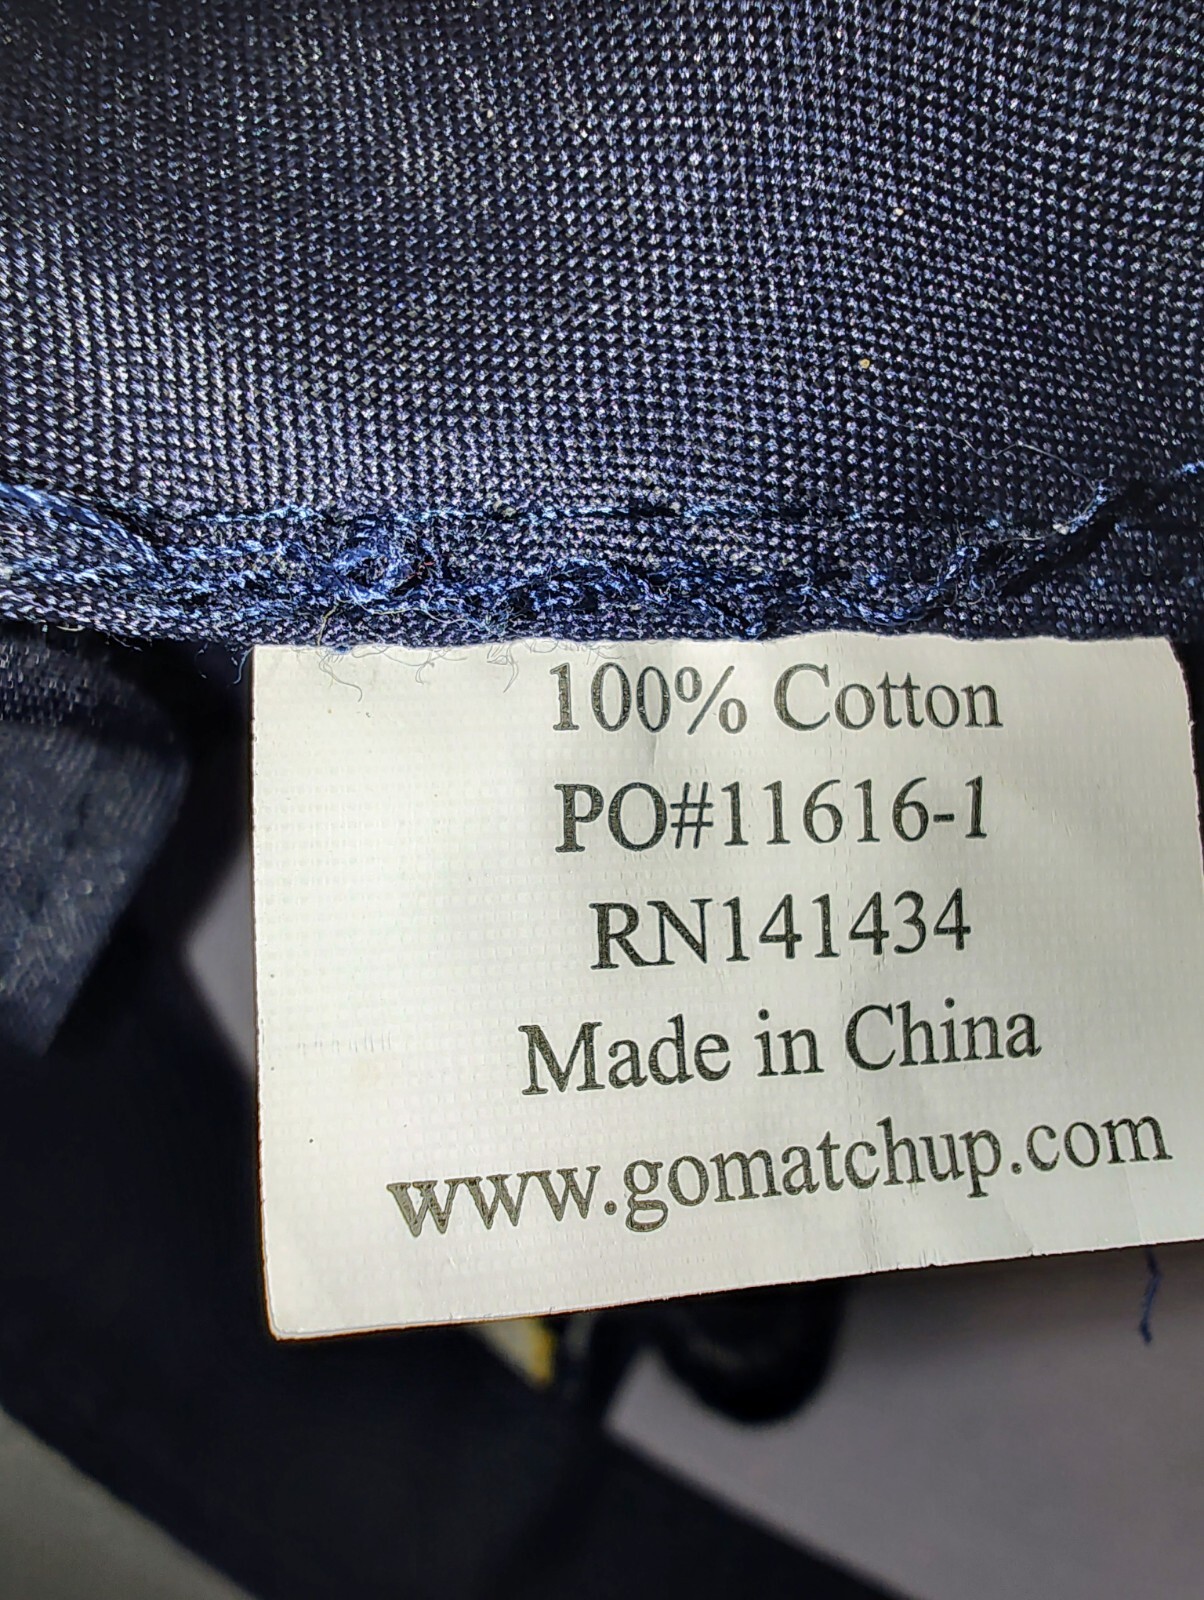 100% Cotton
PO#11616-1
RN141434
Made in China
www.gomatchup.com